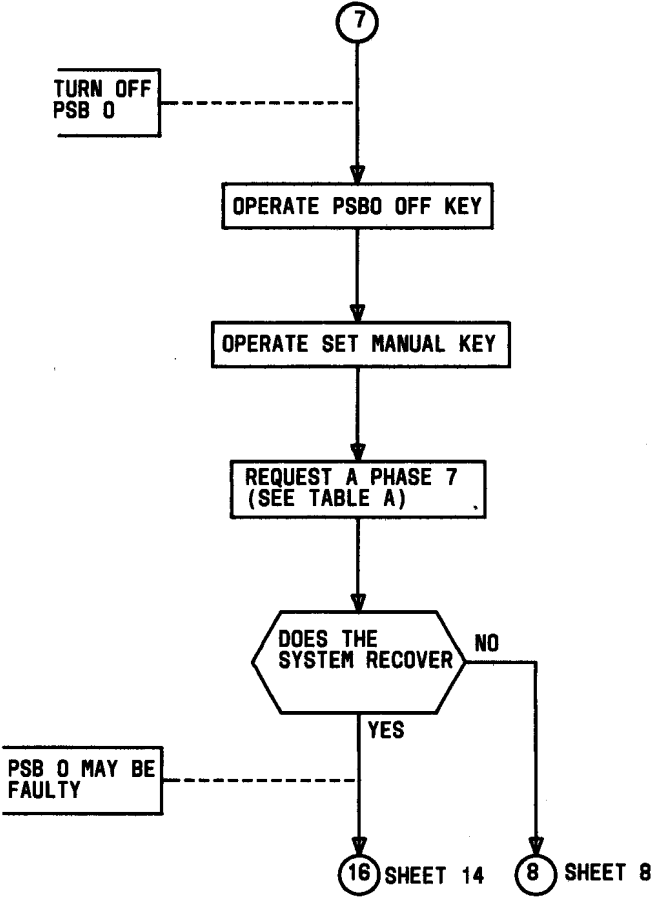 7
TURN OFF
PSB 0
OPERATE PSB0 OFF KEY
OPERATE SET MANUAL KEY
REQUEST A PHASE 7
(SEE TABLE A)
DOES THE
SYSTEM RECOVER
NO
YES
PSB 0 MAY BE
FAULTY
16 SHEET 14
8 SHEET 8